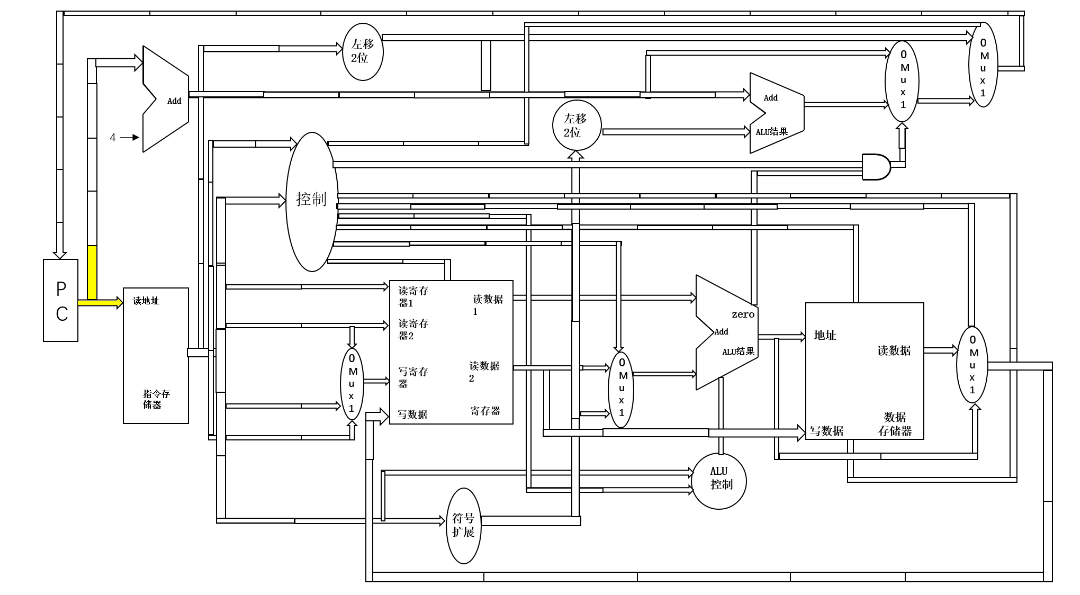 左移
2位
0
M
u
x
1
0
M
u
x
1
Add
Add
ALU结果
4
左移
2位
控制
P
C
读地址
指令存
储器
读寄存
器1
读寄存
器2
写寄存
器
写数据
读数据
1
读数据
2
寄存器
0
M
u
x
1
0
M
u
x
1
zero
Add
ALU结果
地址
读数据
写数据
数据
存储器
0
M
u
x
1
ALU
控制
符号
扩展